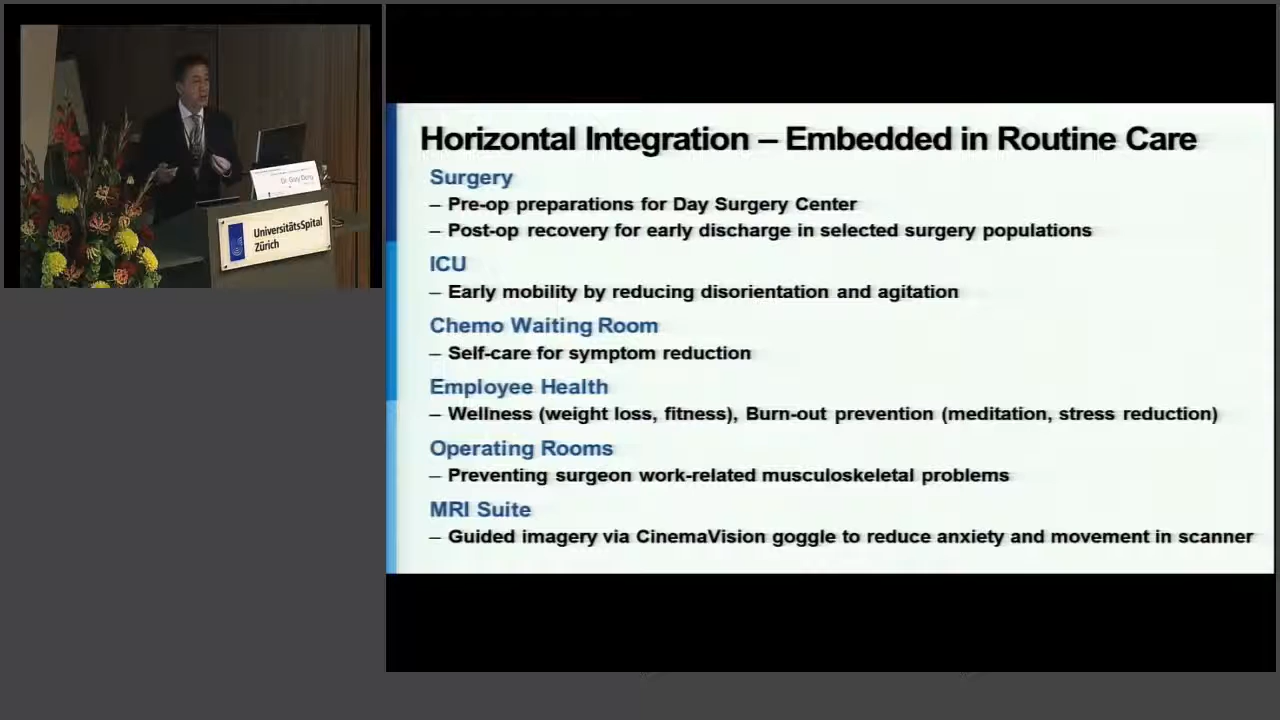 Dr. Gary Deng
UniversitätsSpital
Zürich
Horizontal Integration – Embedded in Routine Care
Surgery
– Pre-op preparations for Day Surgery Center
– Post-op recovery for early discharge in selected surgery populations
ICU
– Early mobility by reducing disorientation and agitation
Chemo Waiting Room
– Self-care for symptom reduction
Employee Health
– Wellness (weight loss, fitness), Burn-out prevention (meditation, stress reduction)
Operating Rooms
– Preventing surgeon work-related musculoskeletal problems
MRI Suite
– Guided imagery via CinemaVision goggle to reduce anxiety and movement in scanner